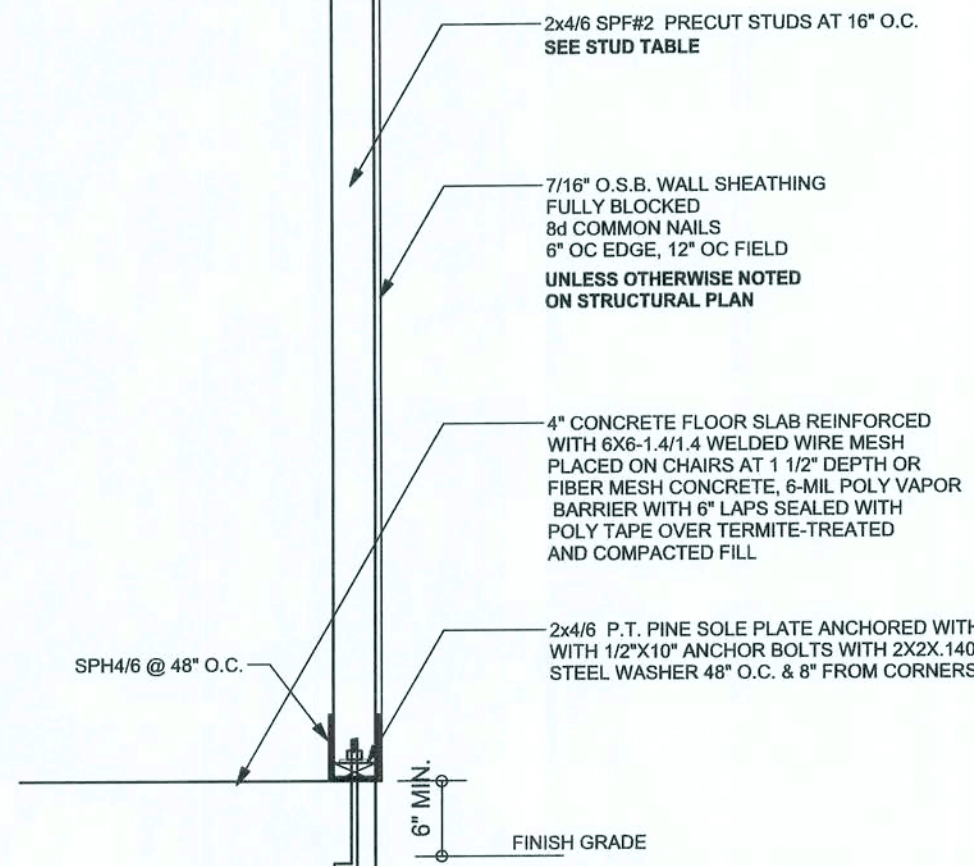 2x4/6 SPF#2 PRECUT STUDS AT 16" O.C.
SEE STUD TABLE
7/16" O.S.B. WALL SHEATHING
FULLY BLOCKED
8d COMMON NAILS
6" OC EDGE, 12" OC FIELD
UNLESS OTHERWISE NOTED
ON STRUCTURAL PLAN
4" CONCRETE FLOOR SLAB REINFORCED
WITH 6X6-1.4/1.4 WELDED WIRE MESH
PLACED ON CHAIRS AT 1 1/2" DEPTH OR
FIBER MESH CONCRETE, 6-MIL POLY VAPOR
BARRIER WITH 6" LAPS SEALED WITH
POLY TAPE OVER TERMITE-TREATED
AND COMPACTED FILL
2x4/6 P.T. PINE SOLE PLATE ANCHORED WITH
WITH 1/2"X10" ANCHOR BOLTS WITH 2X2X.140
STEEL WASHER 48" O.C. & 8" FROM CORNERS
SPH4/6 @ 48" O.C.
6" MIN.
FINISH GRADE